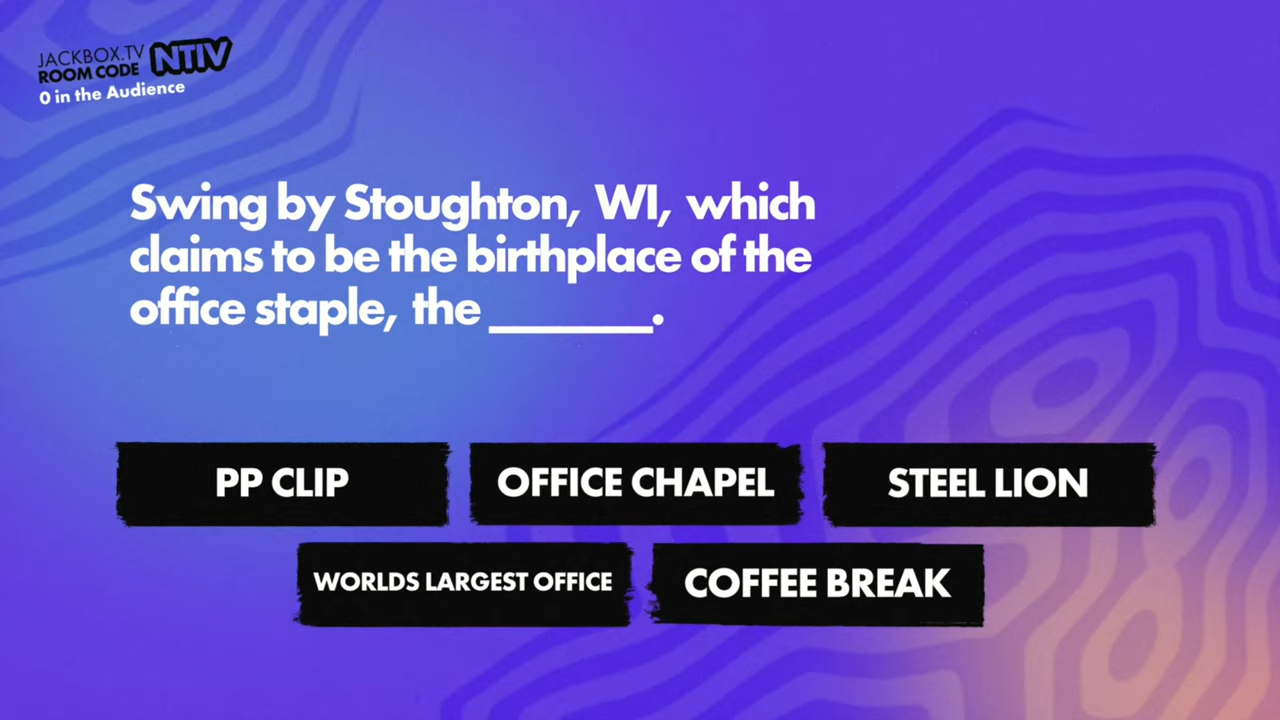 JACKBOX.TV
ROOM CODE NTIV
0 in the Audience
Swing by Stoughton, WI, which
claims to be the birthplace of the
office staple, the ________.
PP CLIP
OFFICE CHAPEL
STEEL LION
WORLDS LARGEST OFFICE
COFFEE BREAK